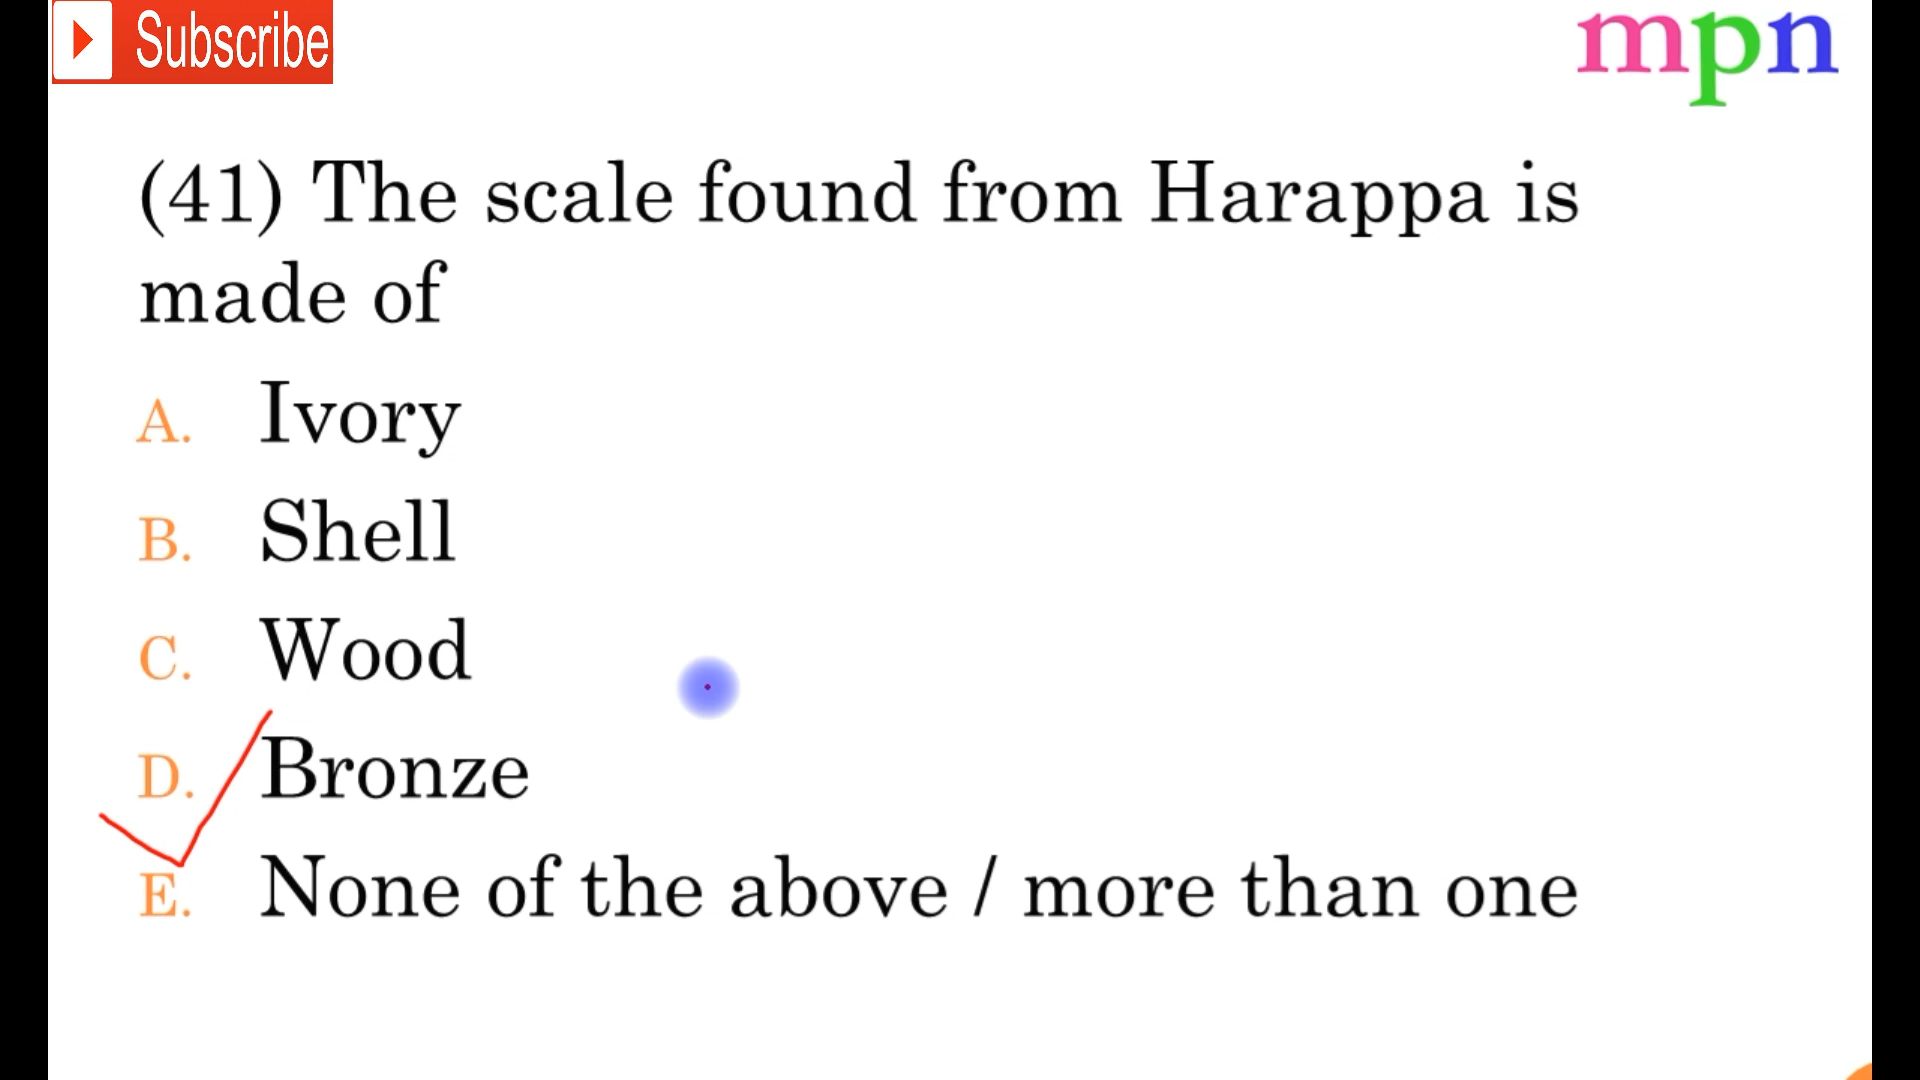 Subscribe
mpn
(41) The scale found from Harappa is
made of
A. Ivory
B. Shell
C. Wood
D. Bronze
E. None of the above / more than one